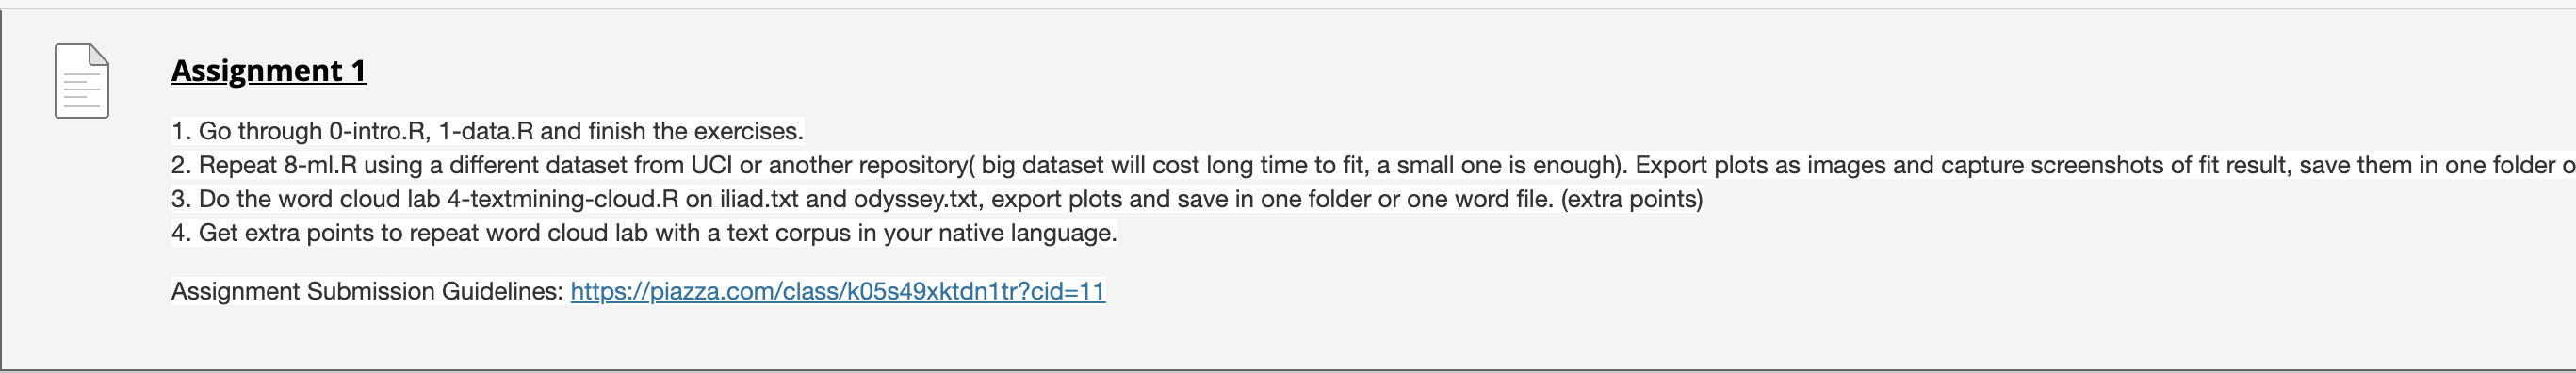 Assignment 1
1. Go through 0-intro.R, 1-data.R and finish the exercises.
2. Repeat 8-ml.R using a different dataset from UCI or another repository( big dataset will cost long time to fit, a small one is enough). Export plots as images and capture screenshots of fit result, save them in one folder o
3. Do the word cloud lab 4-textmining-cloud.R on iliad.txt and odyssey.txt, export plots and save in one folder or one word file. (extra points)
4. Get extra points to repeat word cloud lab with a text corpus in your native language.
Assignment Submission Guidelines: https://piazza.com/class/k05s49xktdn1tr?cid=11